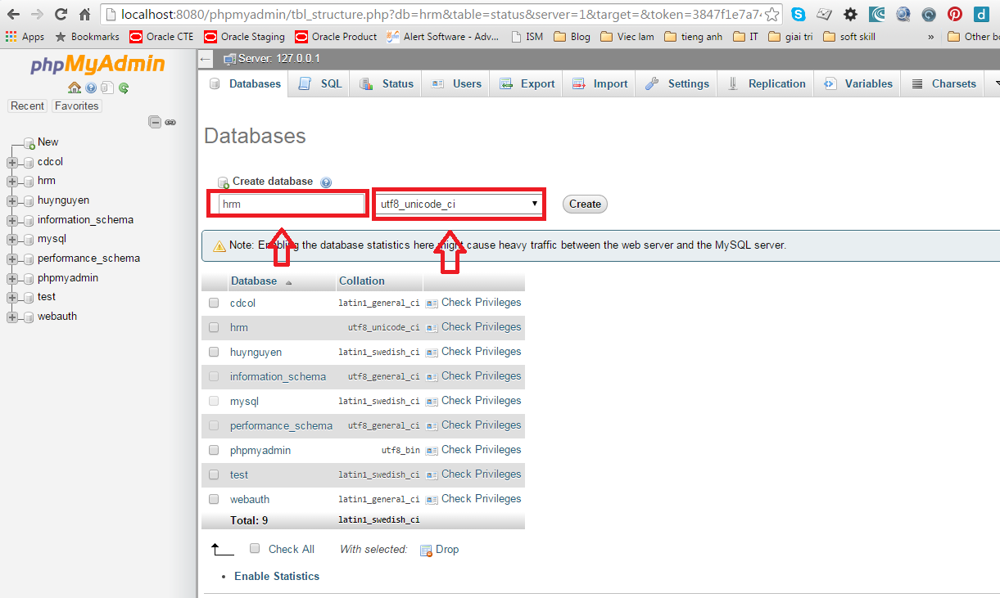 localhost:8080/phpmyadmin/tbl_structure.php?db=hrm&table=status&server=1&target=&token=3847f1e7a7
Apps Bookmarks Oracle CTE Oracle Staging Oracle Product Alert Software - Adv... ISM Blog Viec lam tieng anh IT giai tri soft skill » Other bo
phpMyAdmin
Recent Favorites
New
cdcol
hrm
huynguyen
information_schema
mysql
performance_schema
phpmyadmin
test
webauth
Server: 127.0.0.1
Databases SQL Status Users Export Import Settings Replication Variables Charsets
Databases
Create database
hrm utf8_unicode_ci Create
Note: Enabling the database statistics here might cause heavy traffic between the web server and the MySQL server.
Database Collation
cdcol latin1_general_ci Check Privileges
hrm utf8_unicode_ci Check Privileges
huynguyen latin1_swedish_ci Check Privileges
information_schema utf8_general_ci Check Privileges
mysql latin1_swedish_ci Check Privileges
performance_schema utf8_general_ci Check Privileges
phpmyadmin utf8_bin Check Privileges
test latin1_swedish_ci Check Privileges
webauth latin1_general_ci Check Privileges
Total: 9 latin1_swedish_ci
Check All With selected: Drop
• Enable Statistics